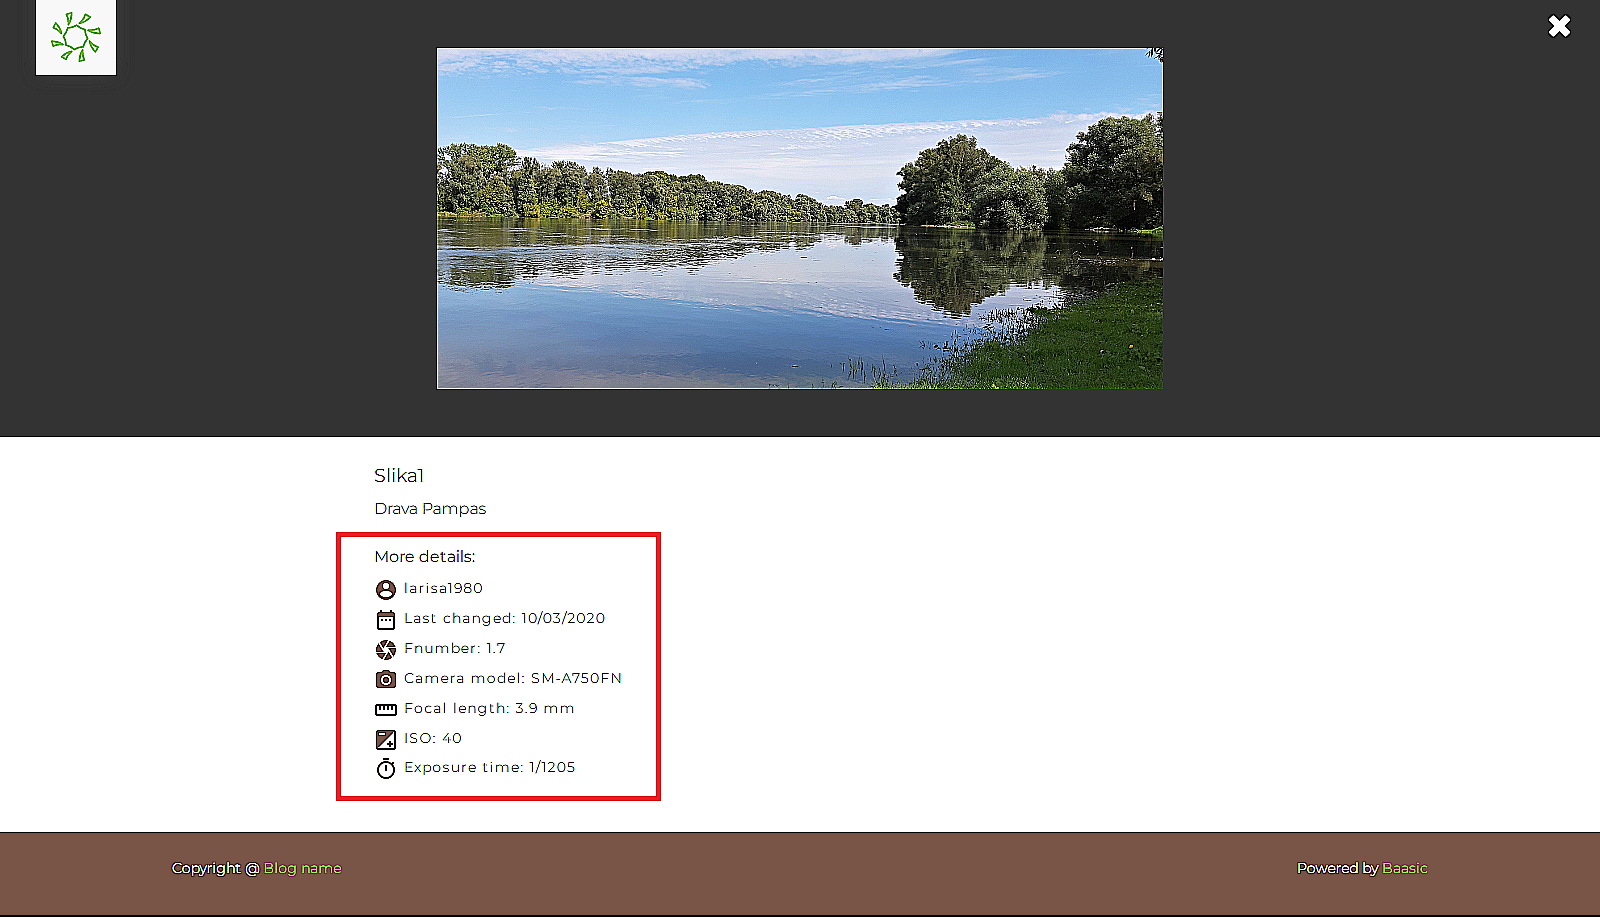 Slika1
Drava Pampas
More details:
larisa1980
Last changed: 10/03/2020
Fnumber: 1.7
Camera model: SM-A750FN
Focal length: 3.9 mm
ISO: 40
Exposure time: 1/1205
Copyright @ Blog name
Powered by Baasic